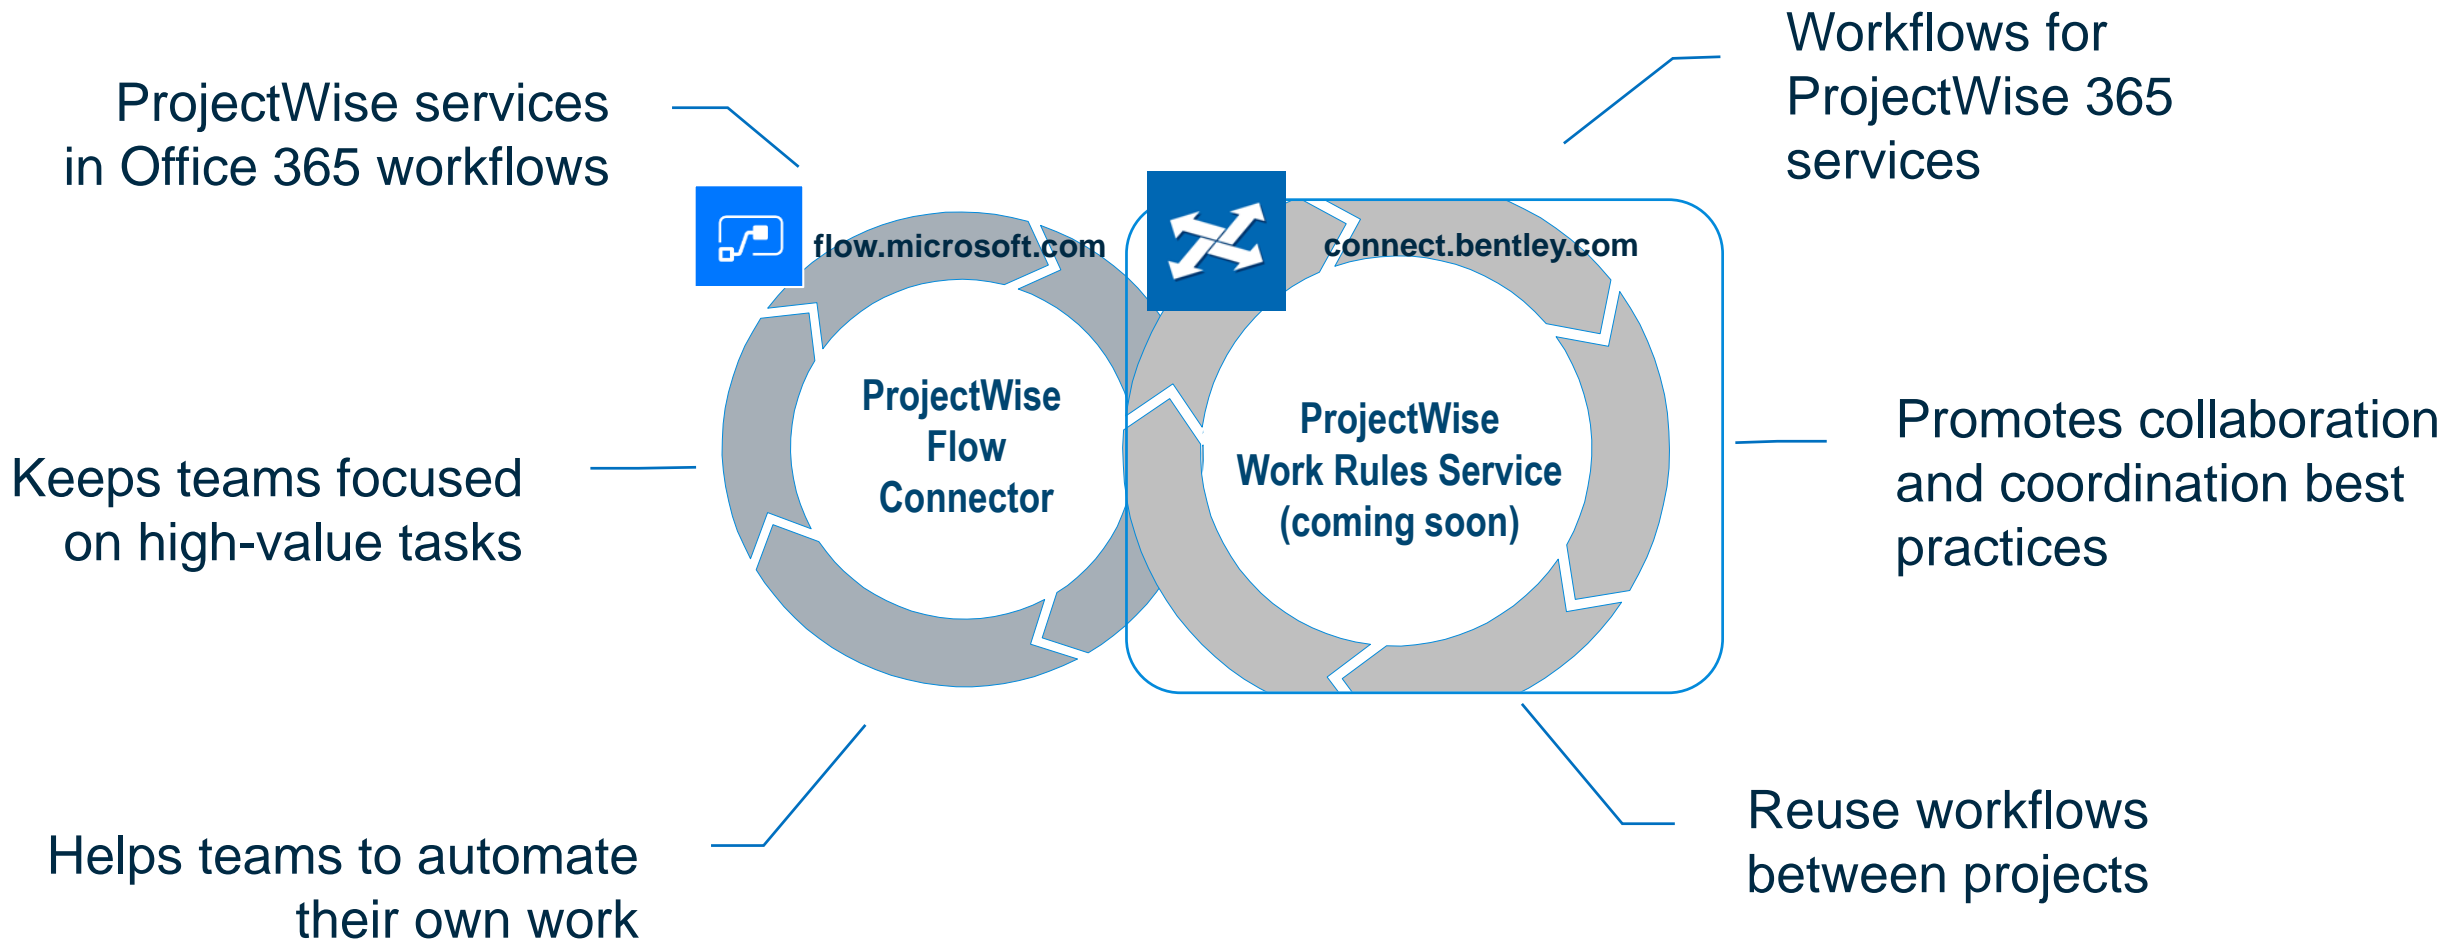 ProjectWise services
in Office 365 workflows
Keeps teams focused
on high-value tasks
Helps teams to automate
their own work
flow.microsoft.com
ProjectWise
Flow
Connector
connect.bentley.com
ProjectWise
Work Rules Service
(coming soon)
Workflows for
ProjectWise 365
services
Promotes collaboration
and coordination best
practices
Reuse workflows
between projects